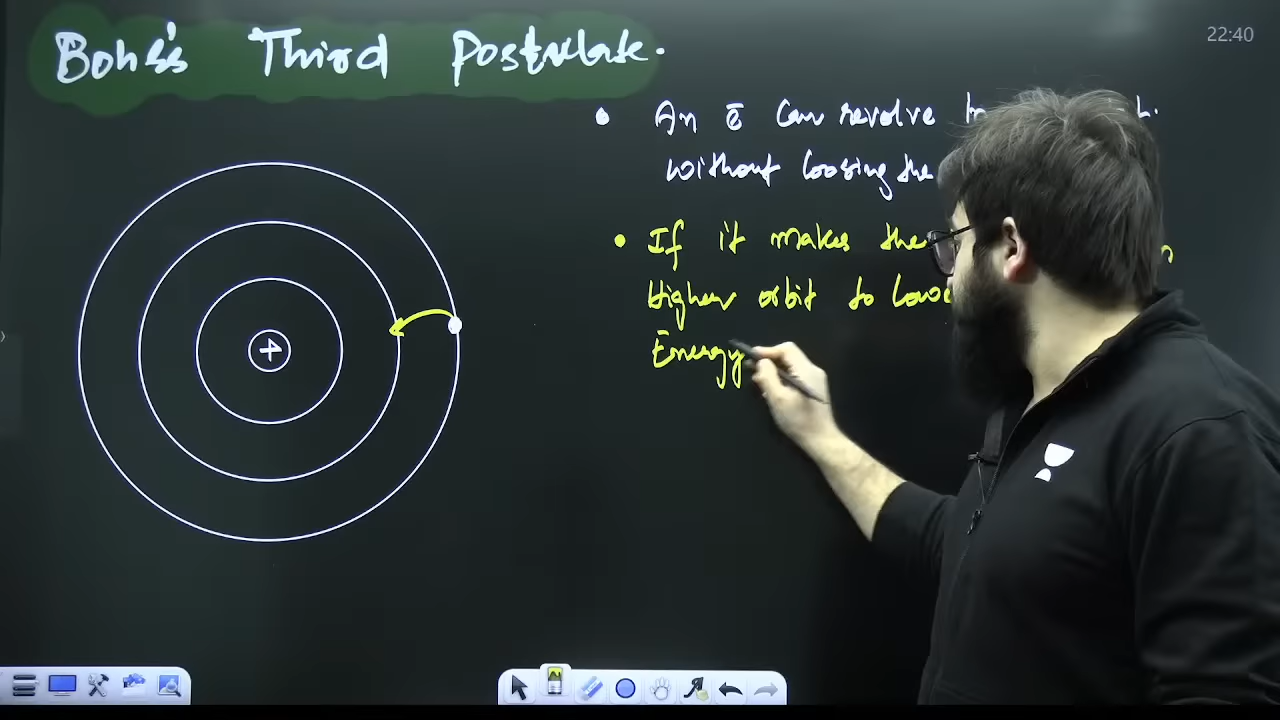 Bohr's Third Postulate.
22:40
• An ē can revolve
without loosing the
• If it makes the
Higher orbit to
Energy
+